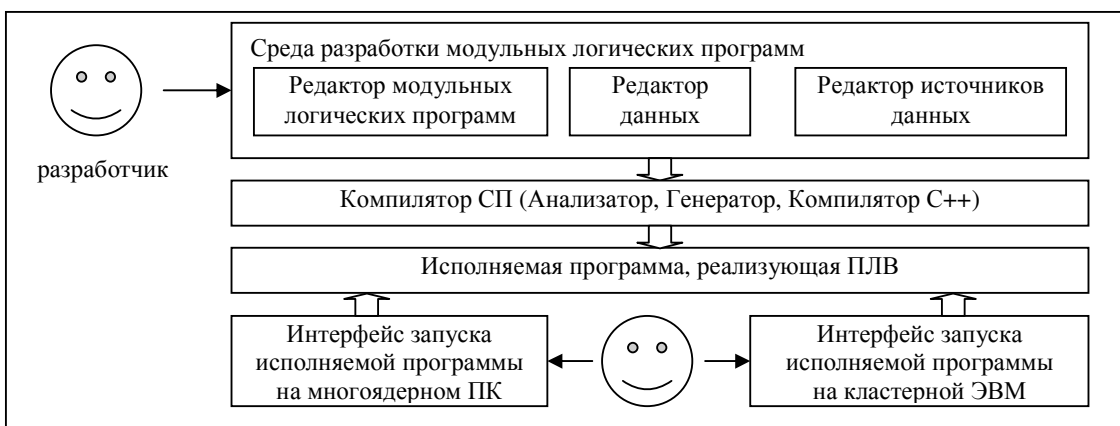 Среда разработки модульных логических программ
Редактор модульных
логических программ
Редактор
данных
Редактор источников
данных
разработчик
Компилятор СП (Анализатор, Генератор, Компилятор С++)
Исполняемая программа, реализующая ПЛВ
Интерфейс запуска
исполняемой программы
на многоядерном ПК
Интерфейс запуска
исполняемой программы
на кластерной ЭВМ